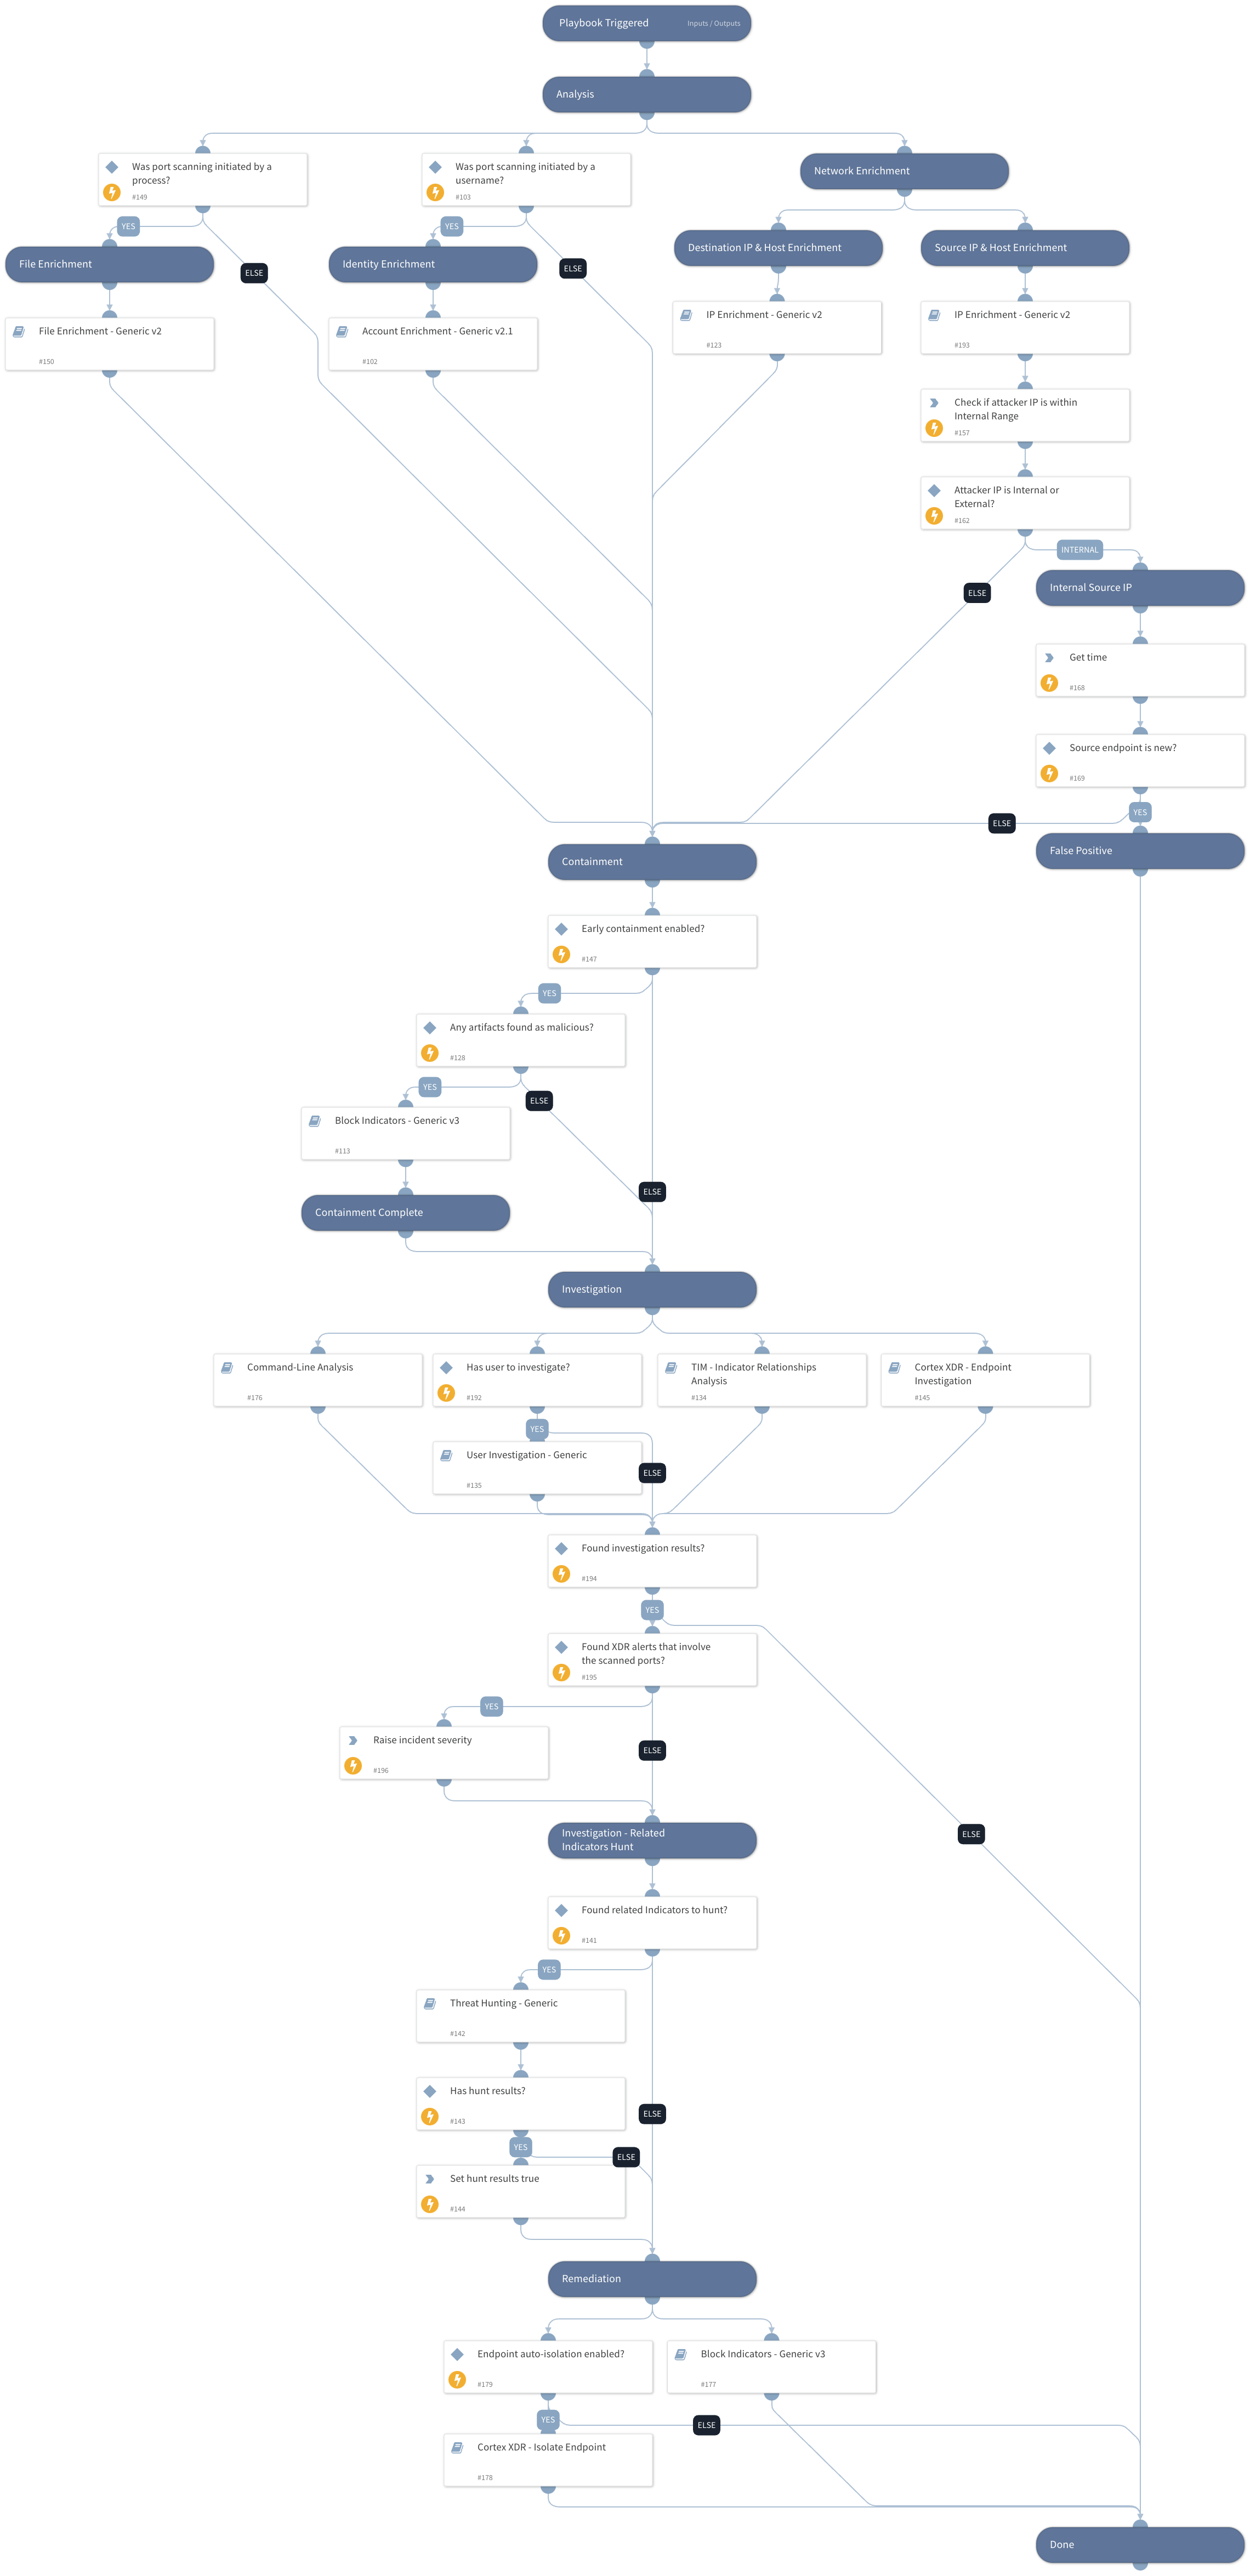 Playbook Triggered
Inputs / Outputs
Analysis
Was port scanning initiated by a
process?
#149
Was port scanning initiated by a
username?
#103
Network Enrichment
YES
YES
File Enrichment
ELSE
Identity Enrichment
ELSE
Destination IP & Host Enrichment
Source IP & Host Enrichment
File Enrichment - Generic v2
#150
Account Enrichment - Generic v2.1
#102
IP Enrichment - Generic v2
#123
IP Enrichment - Generic v2
#193
Check if attacker IP is within
Internal Range
#157
Attacker IP is Internal or
External?
#162
INTERNAL
ELSE
Internal Source IP
Get time
#168
Source endpoint is new?
#169
YES
ELSE
False Positive
Containment
Early containment enabled?
#147
YES
Any artifacts found as malicious?
#128
YES
ELSE
Block Indicators - Generic v3
#113
ELSE
Containment Complete
Investigation
Command-Line Analysis
#176
Has user to investigate?
#192
TIM - Indicator Relationships
Analysis
#134
Cortex XDR - Endpoint
Investigation
#145
YES
User Investigation - Generic
#135
ELSE
Found investigation results?
#194
YES
Found XDR alerts that involve
the scanned ports?
#195
YES
Raise incident severity
#196
ELSE
Investigation - Related
Indicators Hunt
ELSE
Found related Indicators to hunt?
#141
YES
Threat Hunting - Generic
#142
Has hunt results?
#143
ELSE
YES
ELSE
Set hunt results true
#144
Remediation
Endpoint auto-isolation enabled?
#179
Block Indicators - Generic v3
#177
YES
ELSE
Cortex XDR - Isolate Endpoint
#178
Done